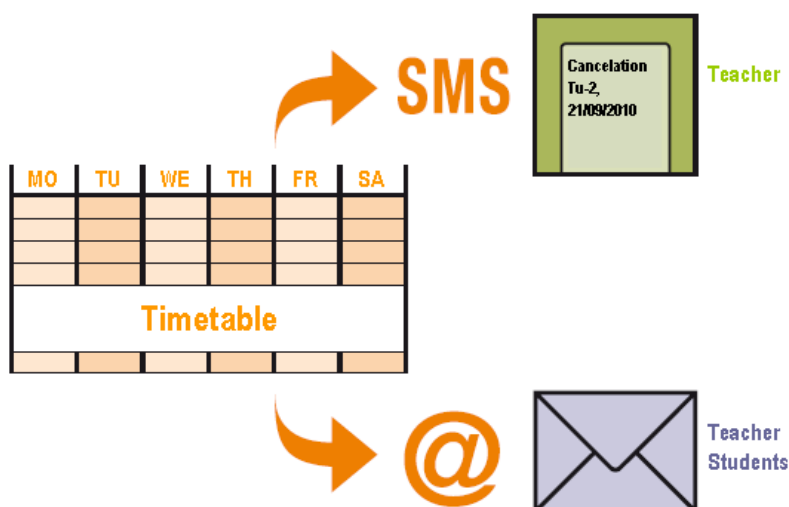 SMS
Cancelation
Tu-2,
21/09/2010
Teacher
MO TU WE TH FR SA
Timetable
@
Teacher
Students